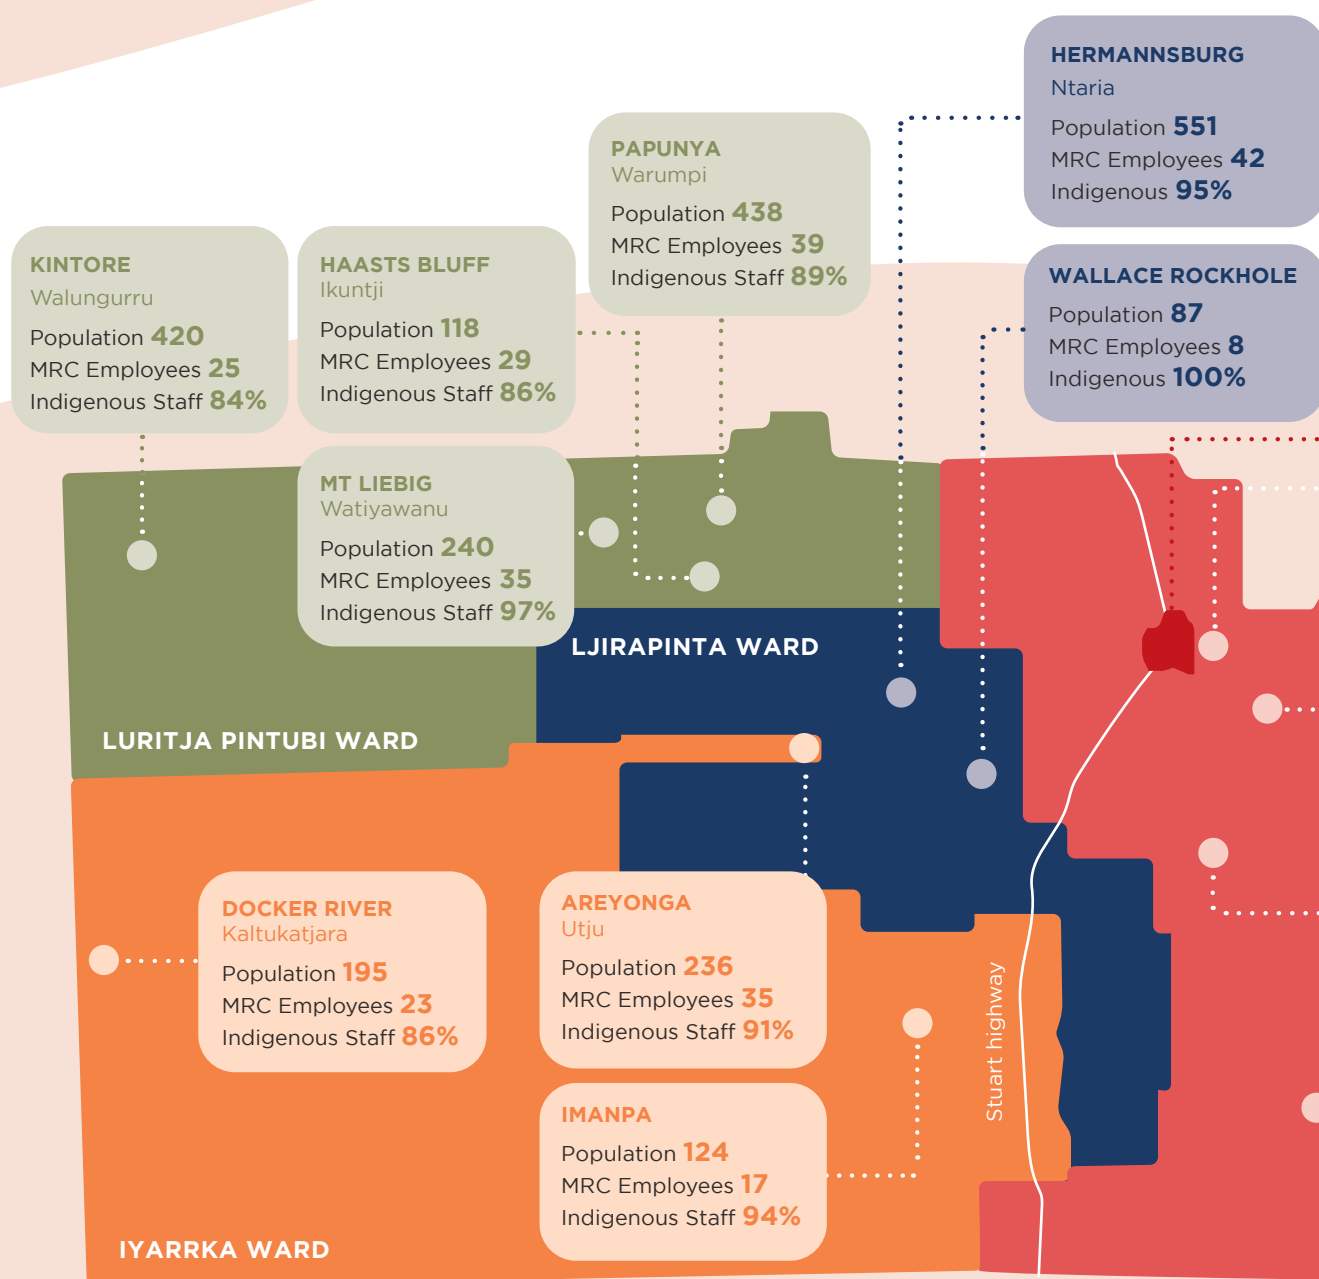 HERMANNSBURG
Ntaria
Population 551
MRC Employees 42
Indigenous 95%
PAPUNYA
Warumpi
Population 438
MRC Employees 39
Indigenous Staff 89%
KINTORE
Walungurru
Population 420
MRC Employees 25
Indigenous Staff 84%
HAASTS BLUFF
Ikuntji
Population 118
MRC Employees 29
Indigenous Staff 86%
WALLACE ROCKHOLE
Population 87
MRC Employees 8
Indigenous 100%
MT LIEBIG
Watiyawanu
Population 240
MRC Employees 35
Indigenous Staff 97%
LJIRAPINTA WARD
LURITJA PINTUBI WARD
DOCKER RIVER
Kaltukatjara
Population 195
MRC Employees 23
Indigenous Staff 86%
AREYONGA
Utju
Population 236
MRC Employees 35
Indigenous Staff 91%
Stuart highway
IMANPA
Population 124
MRC Employees 17
Indigenous Staff 94%
IYARRKA WARD